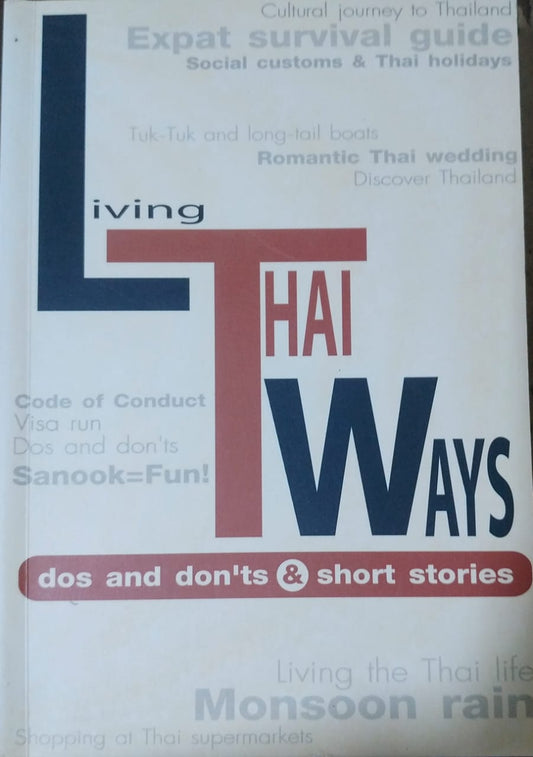 Cultural journey to Thailand
Expat survival guide
Social customs & Thai holidays
Tuk-Tuk and long-tail boats
Romantic Thai wedding
Discover Thailand
Living
THAI
WAYS
Code of Conduct
Visa run
Dos and don'ts
Sanook=Fun!
dos and don'ts & short stories
Living the Thai life
Monsoon rain
Shopping at Thai supermarkets